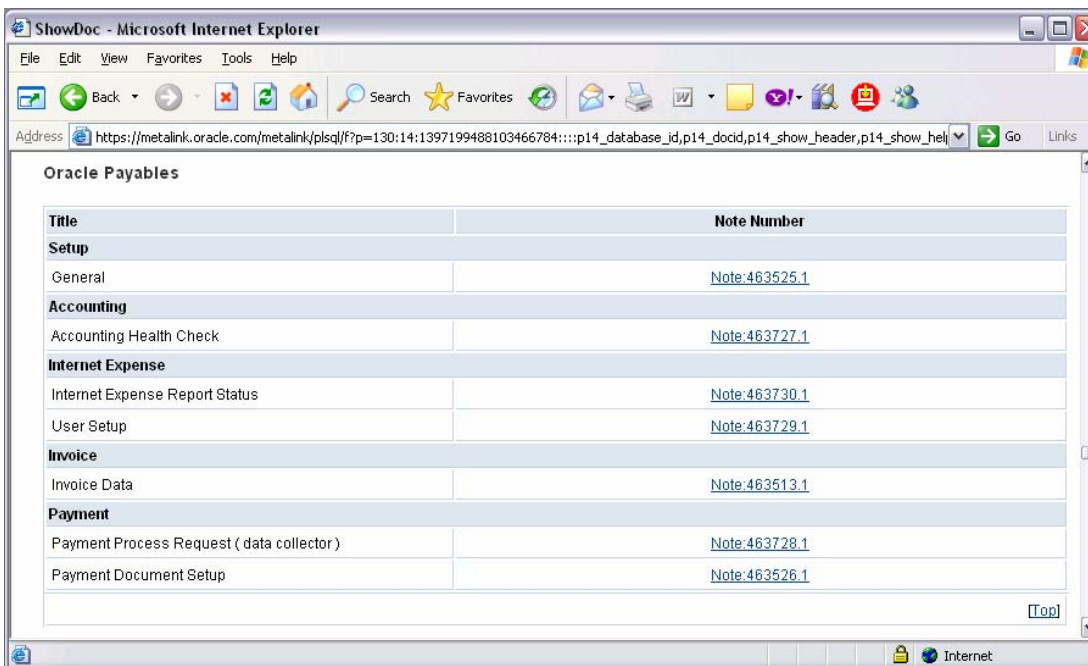 ShowDoc - Microsoft Internet Explorer
File Edit View Favorites Tools Help
Back Search Favorites
Address https://metalink.oracle.com/metalink/plsql/f?p=130:14:1397199488103466784::::p14_database_id,p14_docid,p14_show_header,p14_show_help Go Links
Oracle Payables
Title Note Number
Setup
General Note:463525.1
Accounting
Accounting Health Check Note:463727.1
Internet Expense
Internet Expense Report Status Note:463730.1
User Setup Note:463729.1
Invoice
Invoice Data Note:463513.1
Payment
Payment Process Request ( data collector ) Note:463728.1
Payment Document Setup Note:463526.1
[Top]
Internet